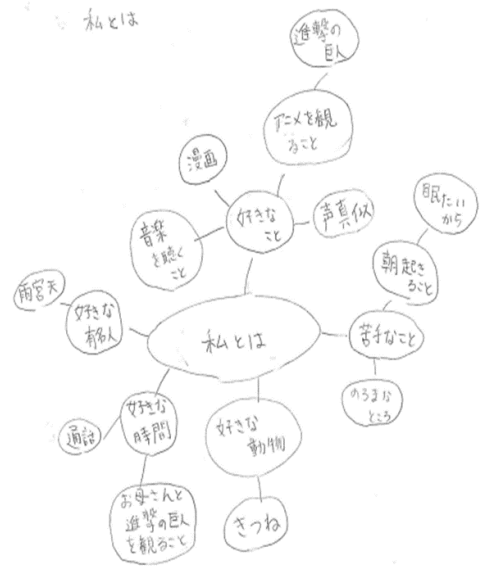 私とは
進撃の
巨人
アニメを観
ること
漫画
好きな
こと
声真似
音楽
を聴く
こと
眠たい
から
朝起き
ること
雨宮天
好きな
有名人
私とは
苦手なこと
のろまな
ところ
好きな
時間
通話
好きな
動物
お母さんと
進撃の巨人
を観ること
きつね